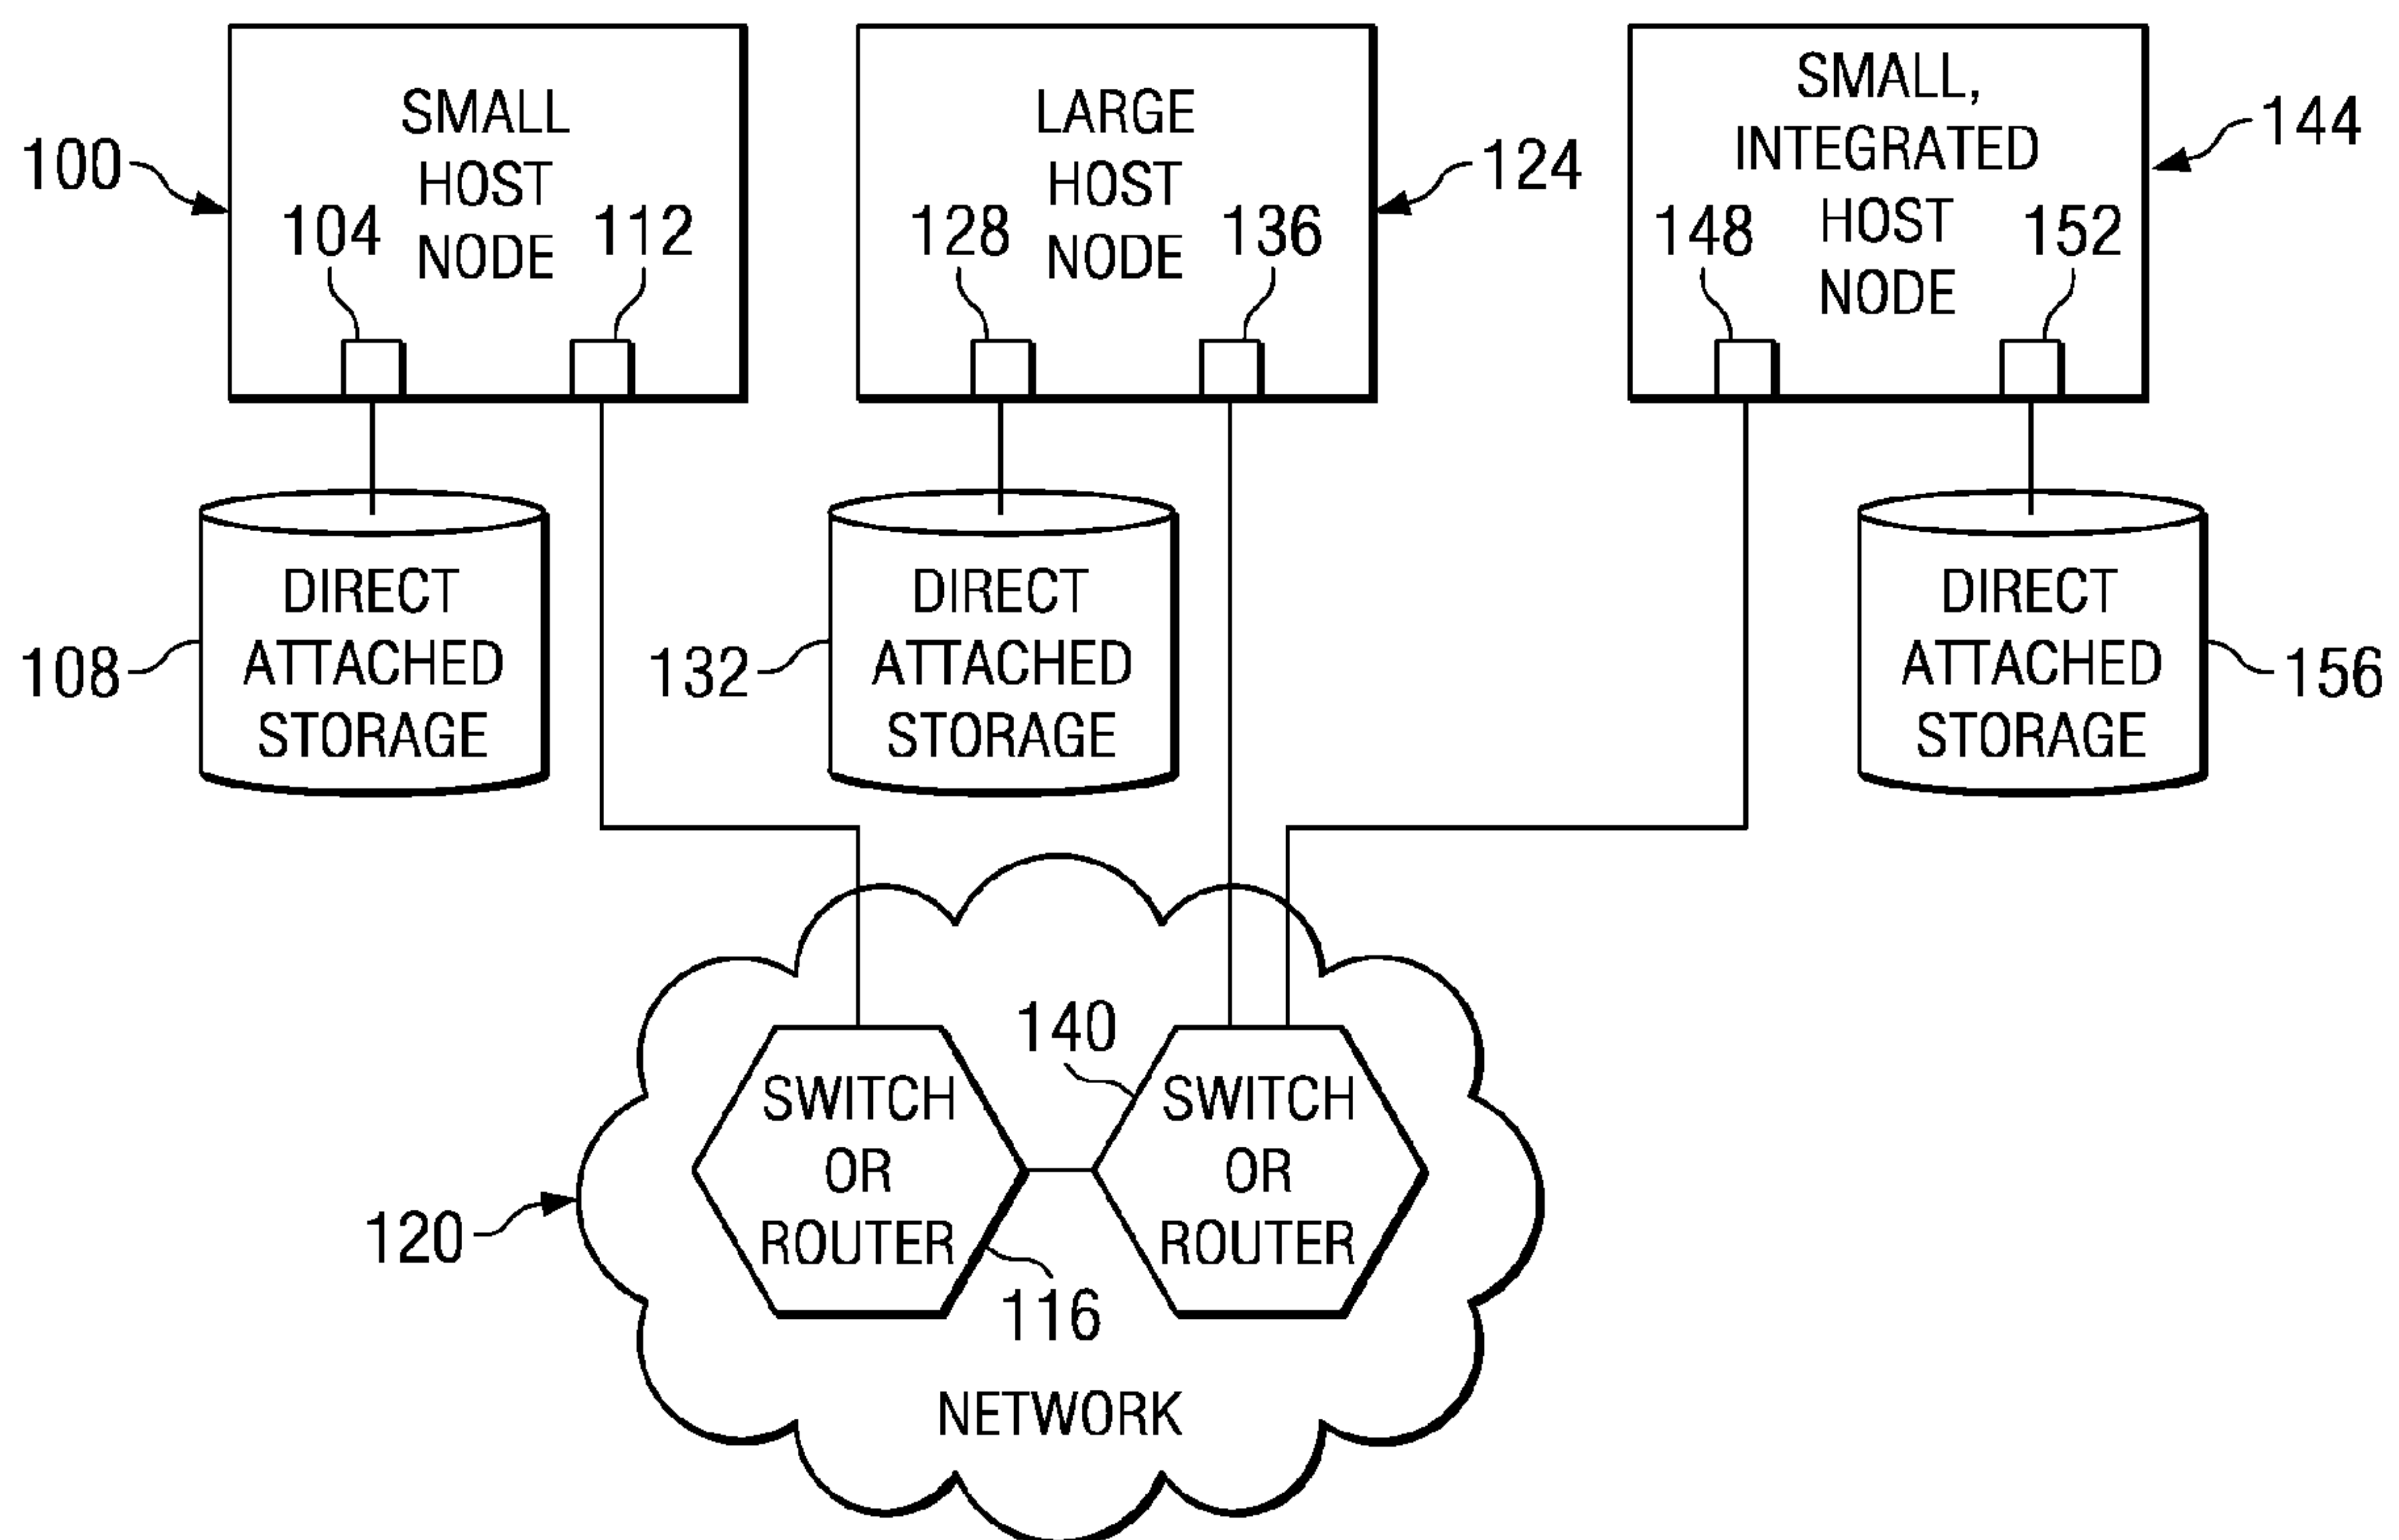 SMALL
HOST
NODE
100
104
112
LARGE
HOST
NODE
124
128
136
SMALL,
INTEGRATED
HOST
NODE
144
148
152
DIRECT
ATTACHED
STORAGE
108
DIRECT
ATTACHED
STORAGE
132
DIRECT
ATTACHED
STORAGE
156
140
SWITCH
OR
ROUTER
SWITCH
OR
ROUTER
120
116
NETWORK